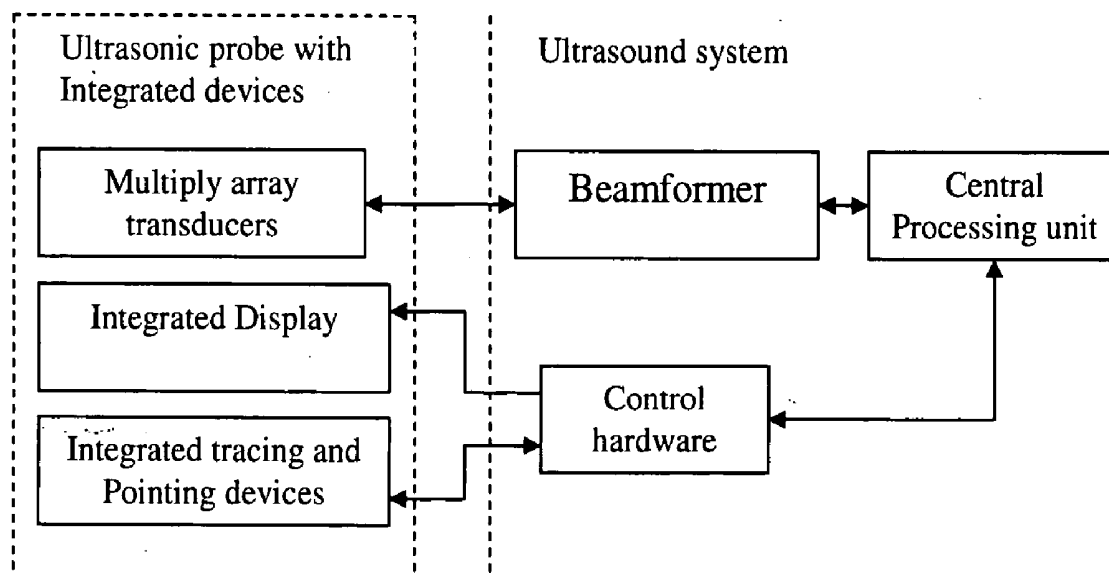 Ultrasonic probe with
Integrated devices
Ultrasound system
Multiply array
transducers
Beamformer
Central
Processing unit
Integrated Display
Control
hardware
Integrated tracing and
Pointing devices